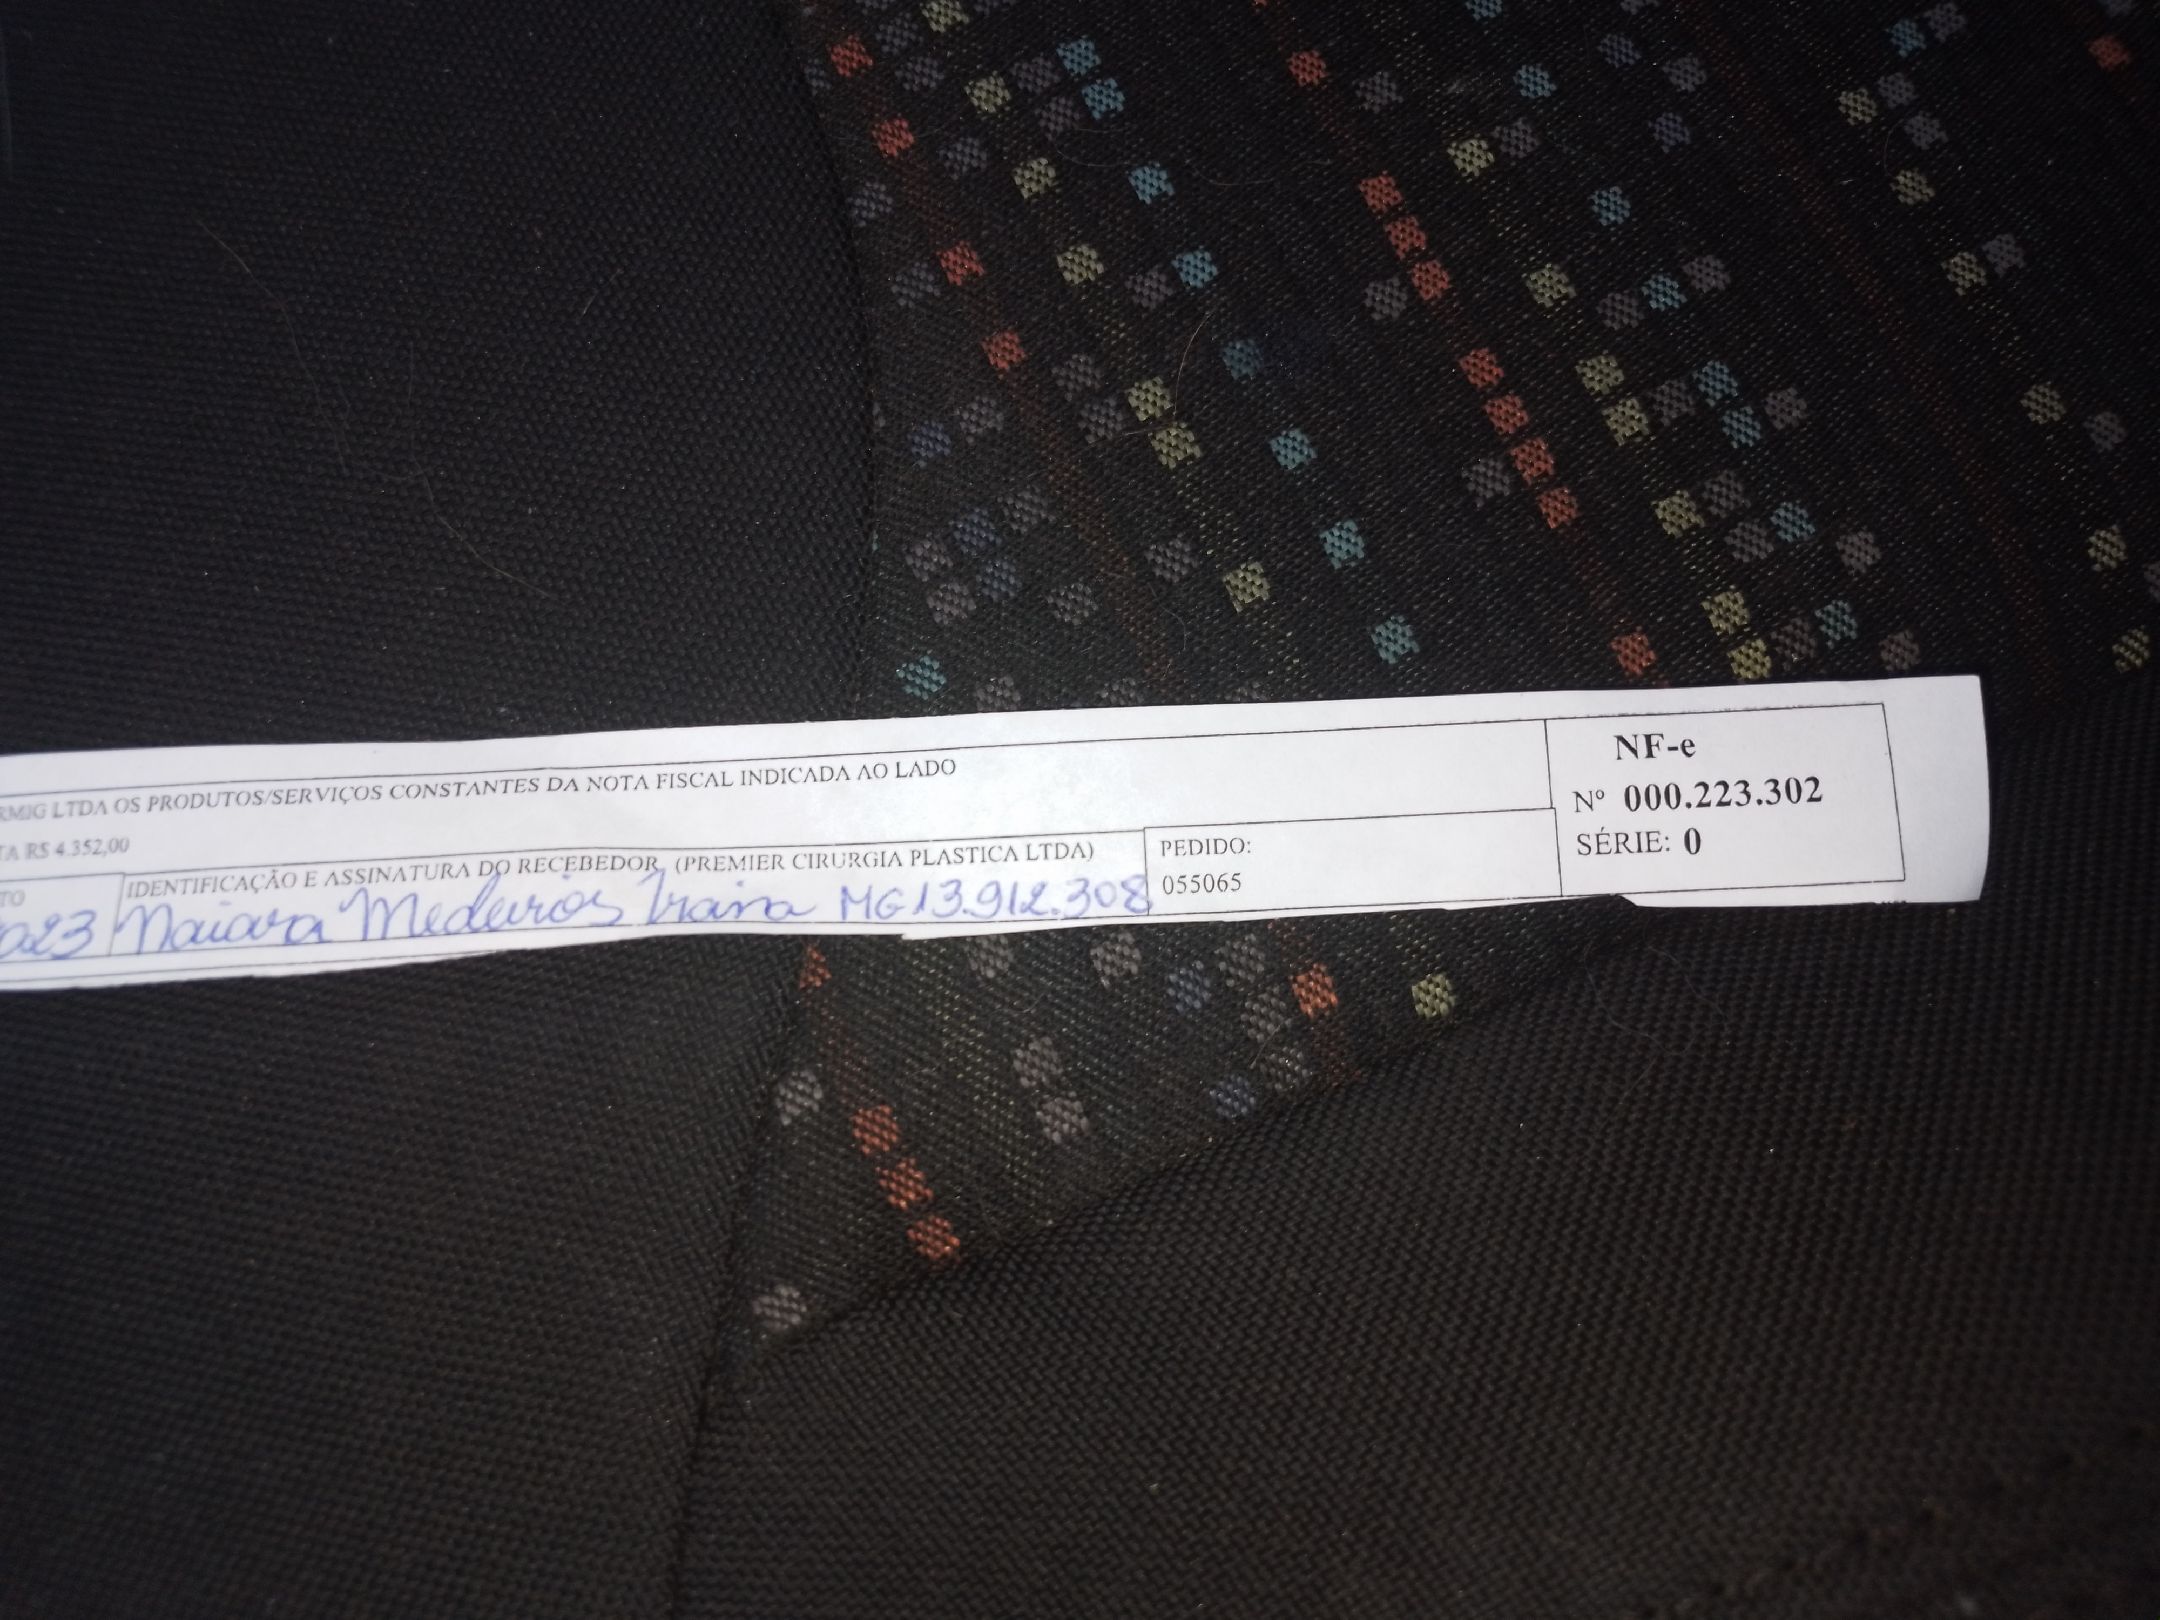 RMIG LTDA OS PRODUTOS/SERVIÇOS CONSTANTES DA NOTA FISCAL INDICADA AO LADO
TA R$ 4.352,00
TO
023
IDENTIFICAÇÃO E ASSINATURA DO RECEBEDOR (PREMIER CIRURGIA PLASTICA LTDA)
Naiara Medeiros MG13.912.308
PEDIDO:
055065
NF-e
Nº 000.223.302
SÉRIE: 0